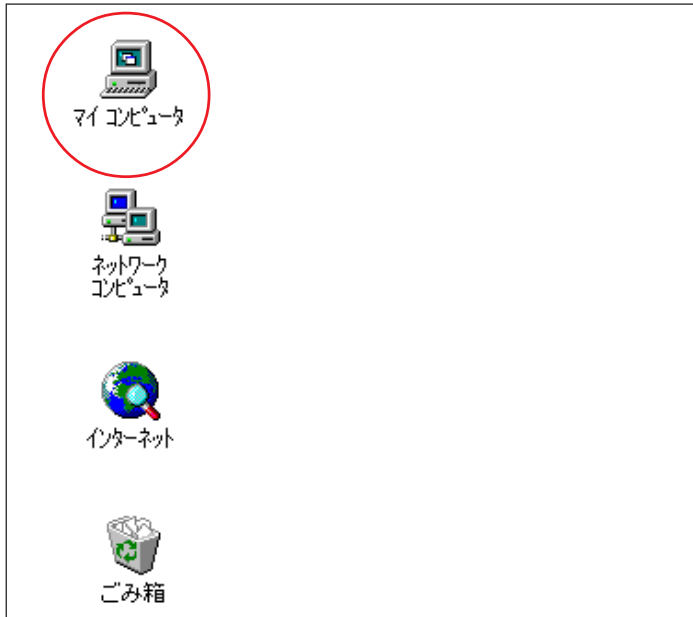 マイ コンピュータ
ネットワーク
コンピュータ
インターネット
ごみ箱